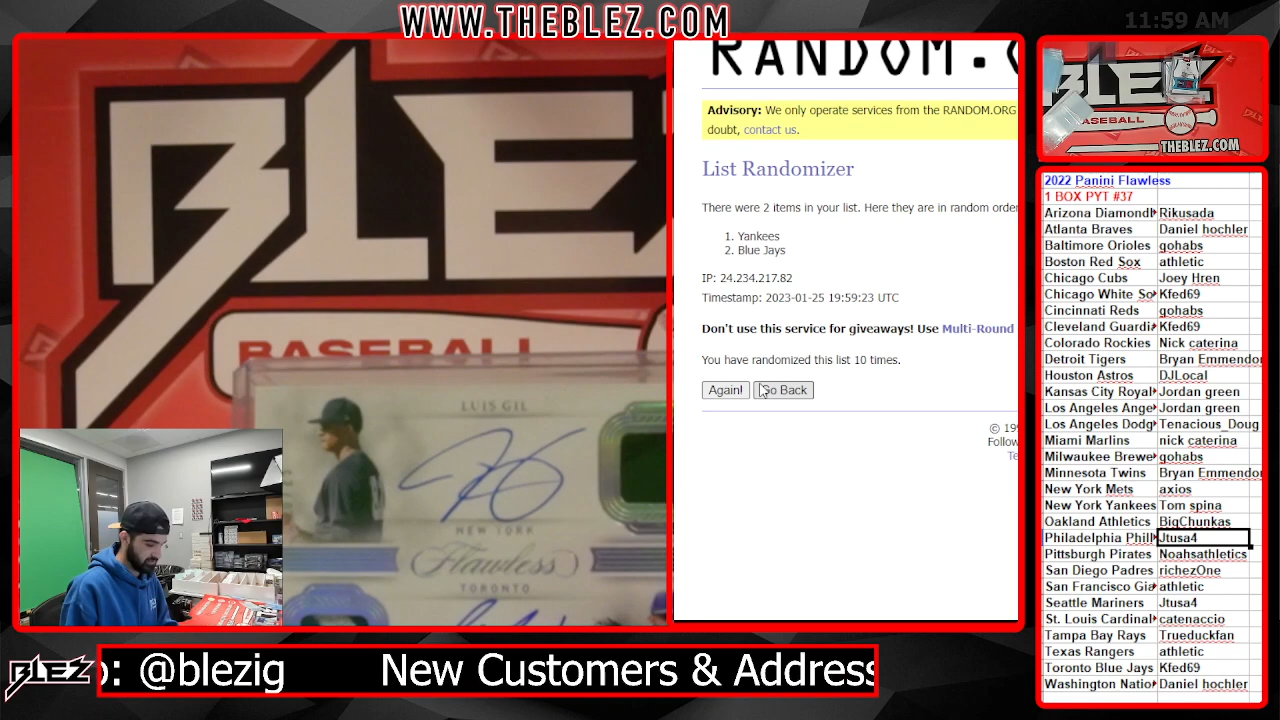 WWW.THEBLEZ.COM
11:59 AM
BLEZ
BASEBALL
LUIS GIL
NEW YORK
Flawless
TORONTO
RANDOM.
Advisory: We only operate services from the RANDOM.ORG
doubt, contact us.
List Randomizer
There were 2 items in your list. Here they are in random order
1. Yankees
2. Blue Jays
IP: 24.234.217.82
Timestamp: 2023-01-25 19:59:23 UTC
Don't use this service for giveaways! Use Multi-Round
You have randomized this list 10 times.
Again! Go Back
© 19
Follow
Te
BLEZ
BASEBALL
THEBLEZ.COM
2022 Panini Flawless
1 BOX PYT #37
Arizona Diamond Rikusada
Atlanta Braves Daniel hochler
Baltimore Orioles gohabs
Boston Red Sox athletic
Chicago Cubs Joey Hren
Chicago White So Kfed69
Cincinnati Reds gohabs
Cleveland Guardi Kfed69
Colorado Rockies Nick caterina
Detroit Tigers Bryan Emmendor
Houston Astros DJLocal
Kansas City Royal Jordan green
Los Angeles Ange Jordan green
Los Angeles Dodg Tenacious_Doug
Miami Marlins nick caterina
Milwaukee Brewe gohabs
Minnesota Twins Bryan Emmendor
New York Mets axios
New York Yankees Tom spina
Oakland Athletics BigChunkas
Philadelphia Phill Jtusa4
Pittsburgh Pirates Noahsathletics
San Diego Padres richezOne
San Francisco Gia athletic
Seattle Mariners Jtusa4
St. Louis Cardinal catenaccio
Tampa Bay Rays Trueduckfan
Texas Rangers athletic
Toronto Blue Jays Kfed69
Washington Natio Daniel hochler
BLEZ
: @blezig New Customers & Address